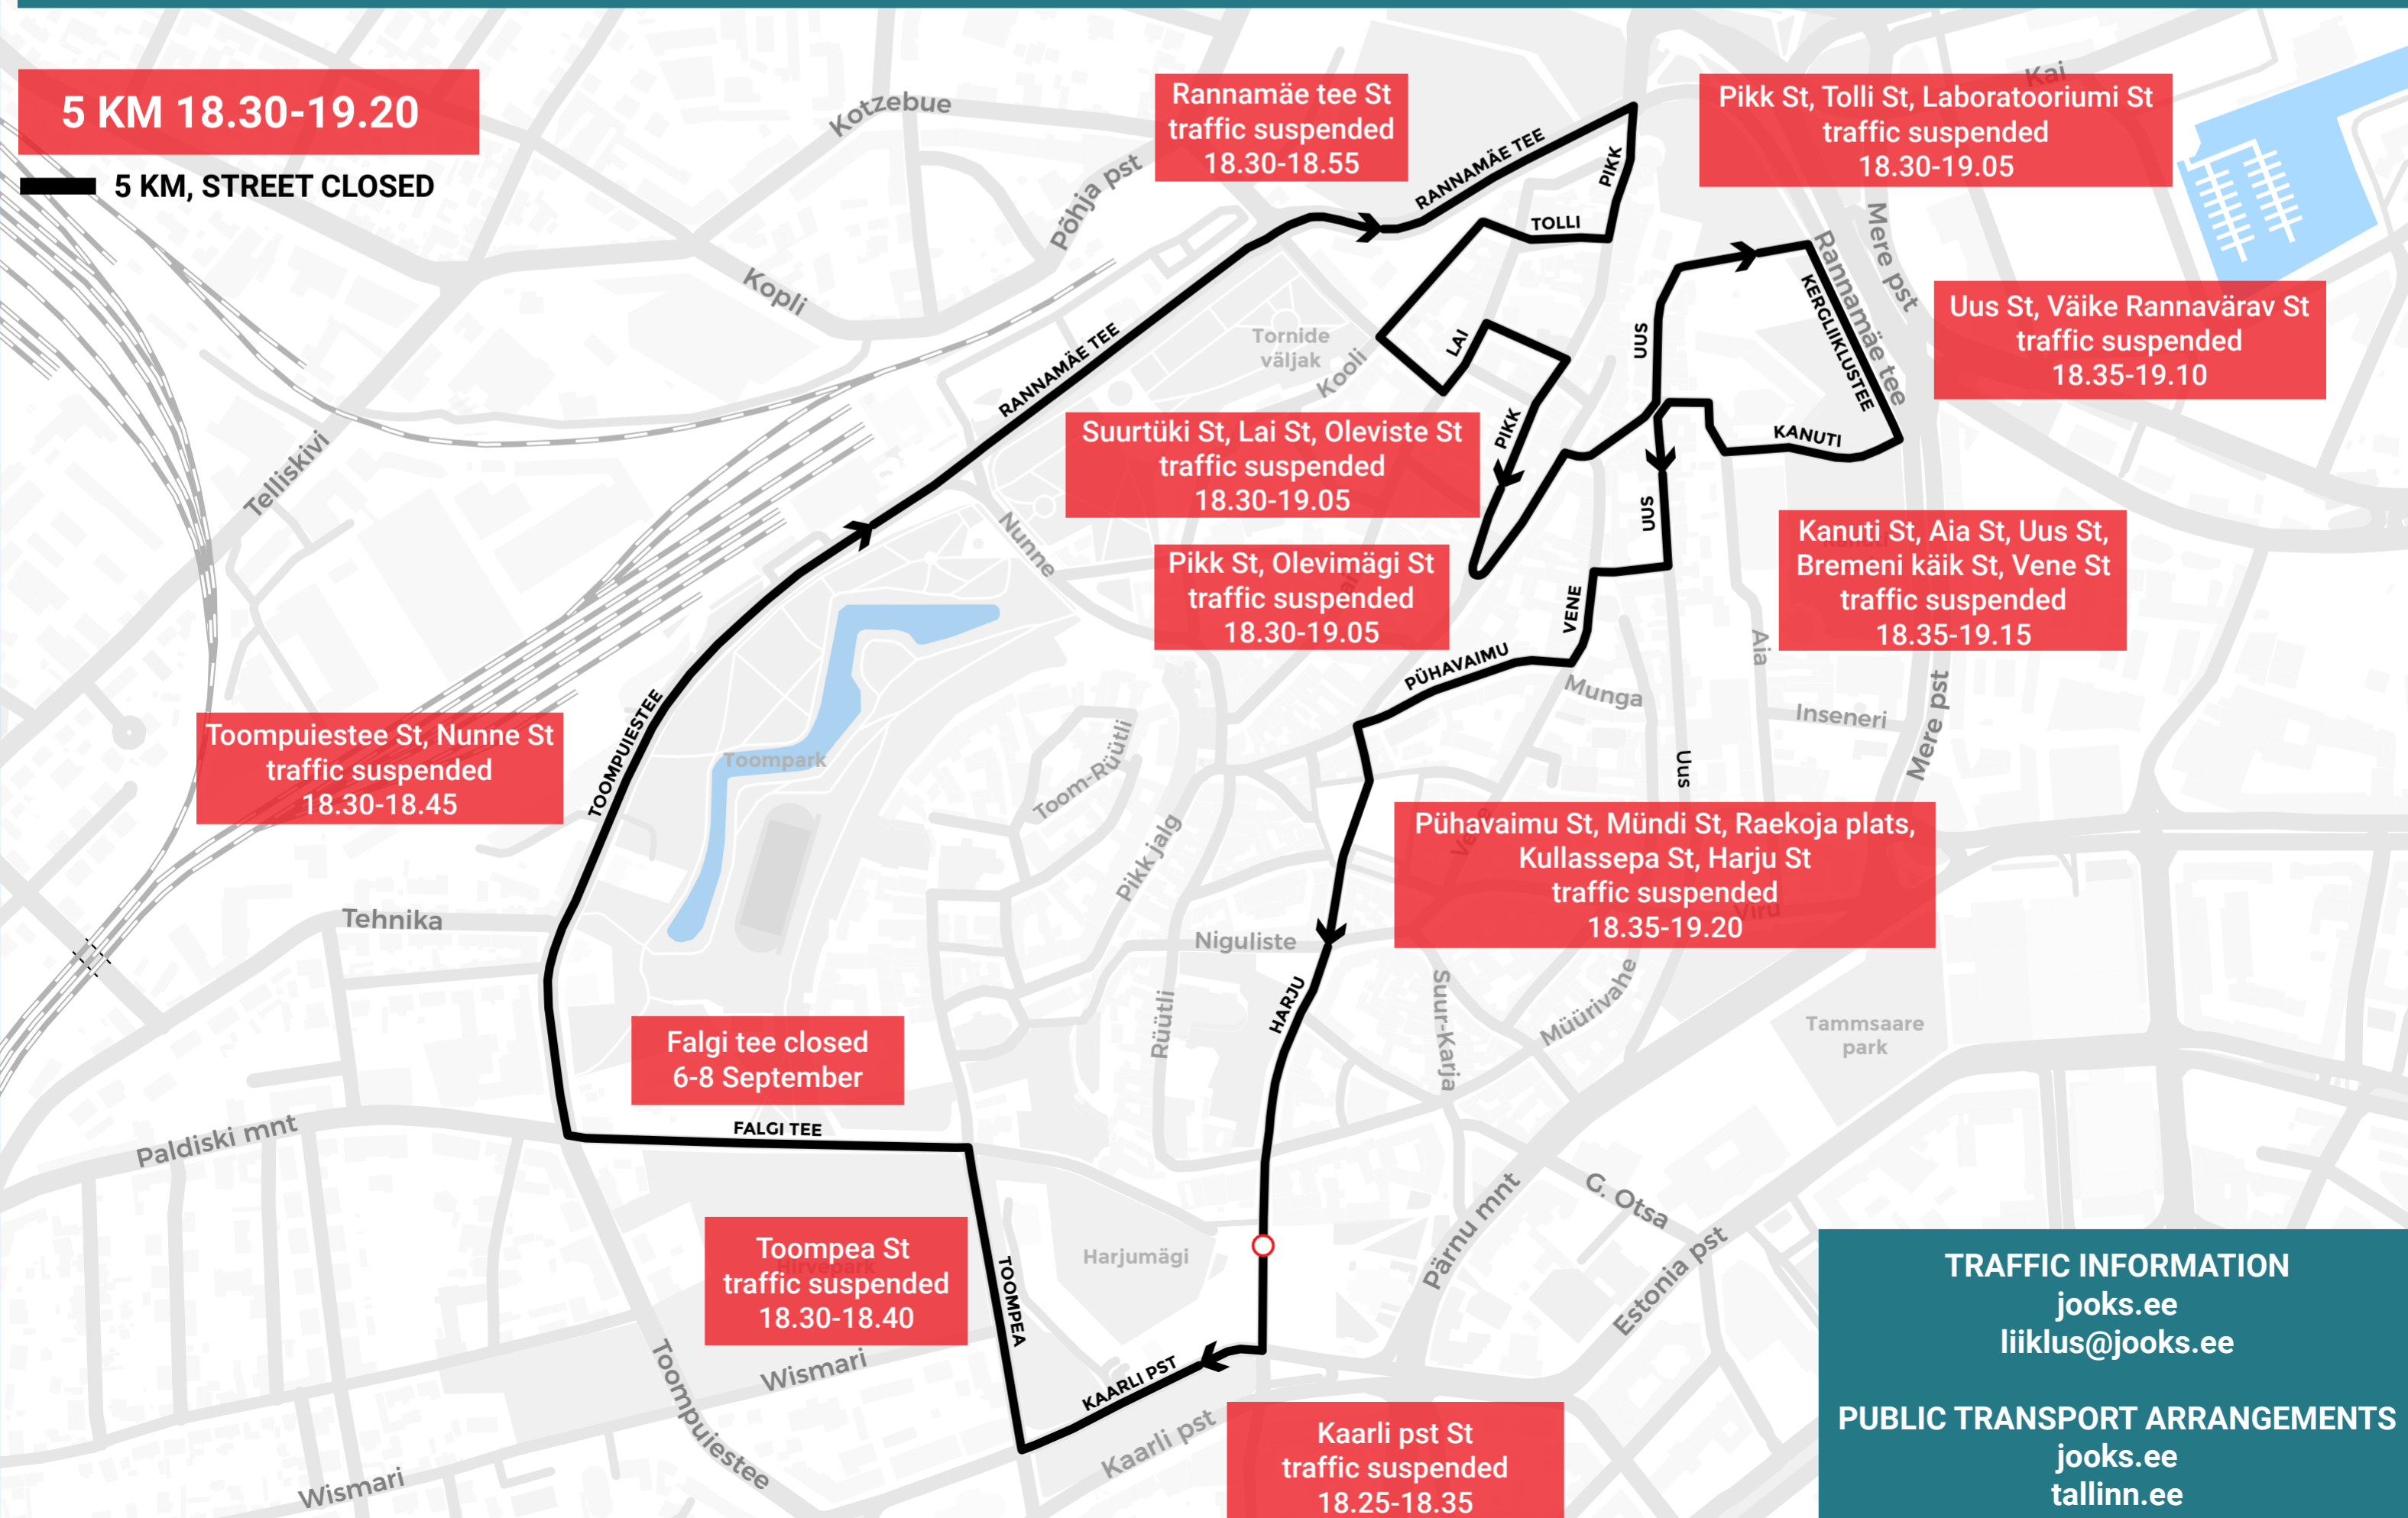 5 KM 18.30-19.20
5 KM, STREET CLOSED
Kotzebue
Põhja pst
Kopli
Telliskivi
Rannamäe tee St
traffic suspended
18.30-18.55
RANNAMÄE TEE
PIKK
TOLLI
Pikk St, Tolli St, Laboratooriumi St
traffic suspended
18.30-19.05
Kai
Mere pst
Rannamäe tee
Uus St, Väike Rannavärav St
traffic suspended
18.35-19.10
KERGLIIKLUSTEE
UUS
KANUTI
LAI
PIKK
Tornide
väljak
Kooli
RANNAMÄE TEE
Suurtüki St, Lai St, Oleviste St
traffic suspended
18.30-19.05
Nunne
Pikk St, Olevimägi St
traffic suspended
18.30-19.05
UUS
VENE
PÜHAVAIMU
Kanuti St, Aia St, Uus St,
Bremeni käik St, Vene St
traffic suspended
18.35-19.15
Aia
Munga
Inseneri
Mere pst
Uus
Toompuiestee St, Nunne St
traffic suspended
18.30-18.45
TOOMPUIESTEE
Toompark
Toom-Rüütli
Pikk jalg
Pühavaimu St, Mündi St, Raekoja plats,
Kullassepa St, Harju St
traffic suspended
18.35-19.20
Vene
Viru
Tehnika
Niguliste
HARJU
Rüütli
Suur-Karja
Müürivahe
Tammsaare
park
Falgi tee closed
6-8 September
FALGI TEE
Paldiski mnt
Toompea St
traffic suspended
18.30-18.40
Hirvepark
TOOMPEA
Harjumägi
Pärnu mnt
G. Otsa
Estonia pst
KAARLI PST
Kaarli pst
Wismari
Toompuiestee
Wismari
Kaarli pst St
traffic suspended
18.25-18.35
TRAFFIC INFORMATION
jooks.ee
liiklus@jooks.ee
PUBLIC TRANSPORT ARRANGEMENTS
jooks.ee
tallinn.ee